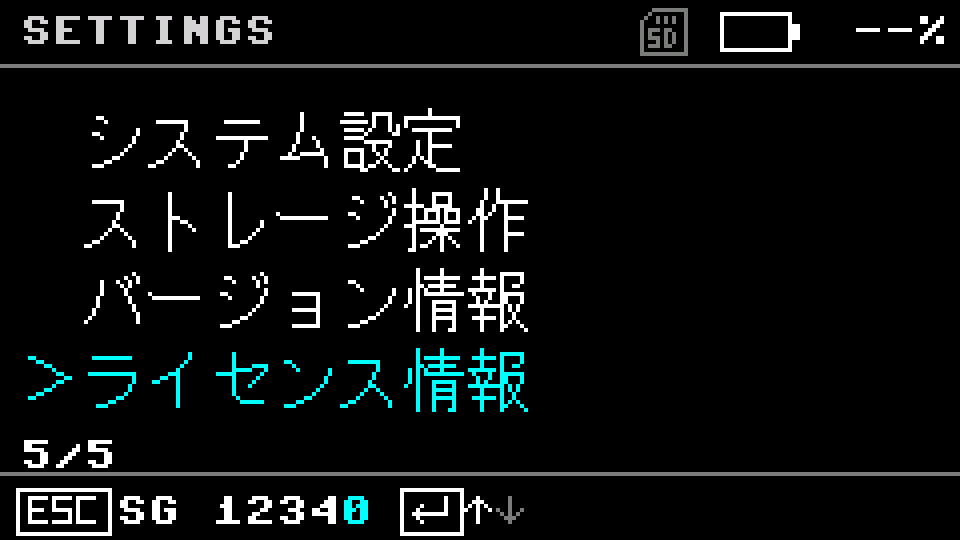 SETTINGS SD --%
システム設定
ストレージ操作
バージョン情報
>ライセンス情報
5/5
ESC SG 12340 ↑↓